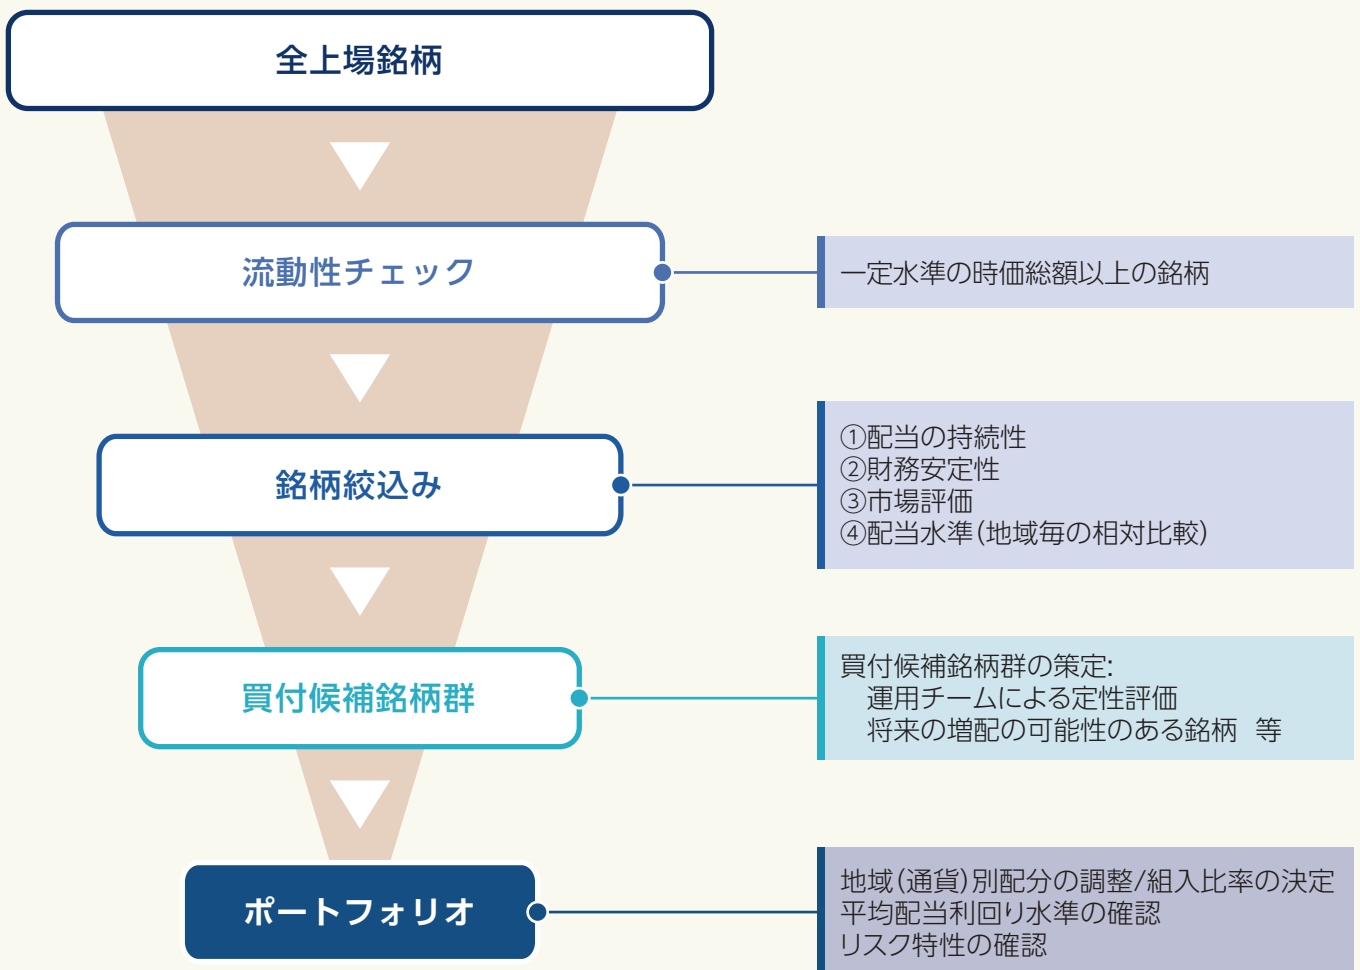 全上場銘柄
流動性チェック
一定水準の時価総額以上の銘柄
銘柄絞込み
①配当の持続性
②財務安定性
③市場評価
④配当水準(地域毎の相対比較)
買付候補銘柄群
買付候補銘柄群の策定:
運用チームによる定性評価
将来の増配の可能性のある銘柄 等
ポートフォリオ
地域(通貨)別配分の調整/組入比率の決定
平均配当利回り水準の確認
リスク特性の確認